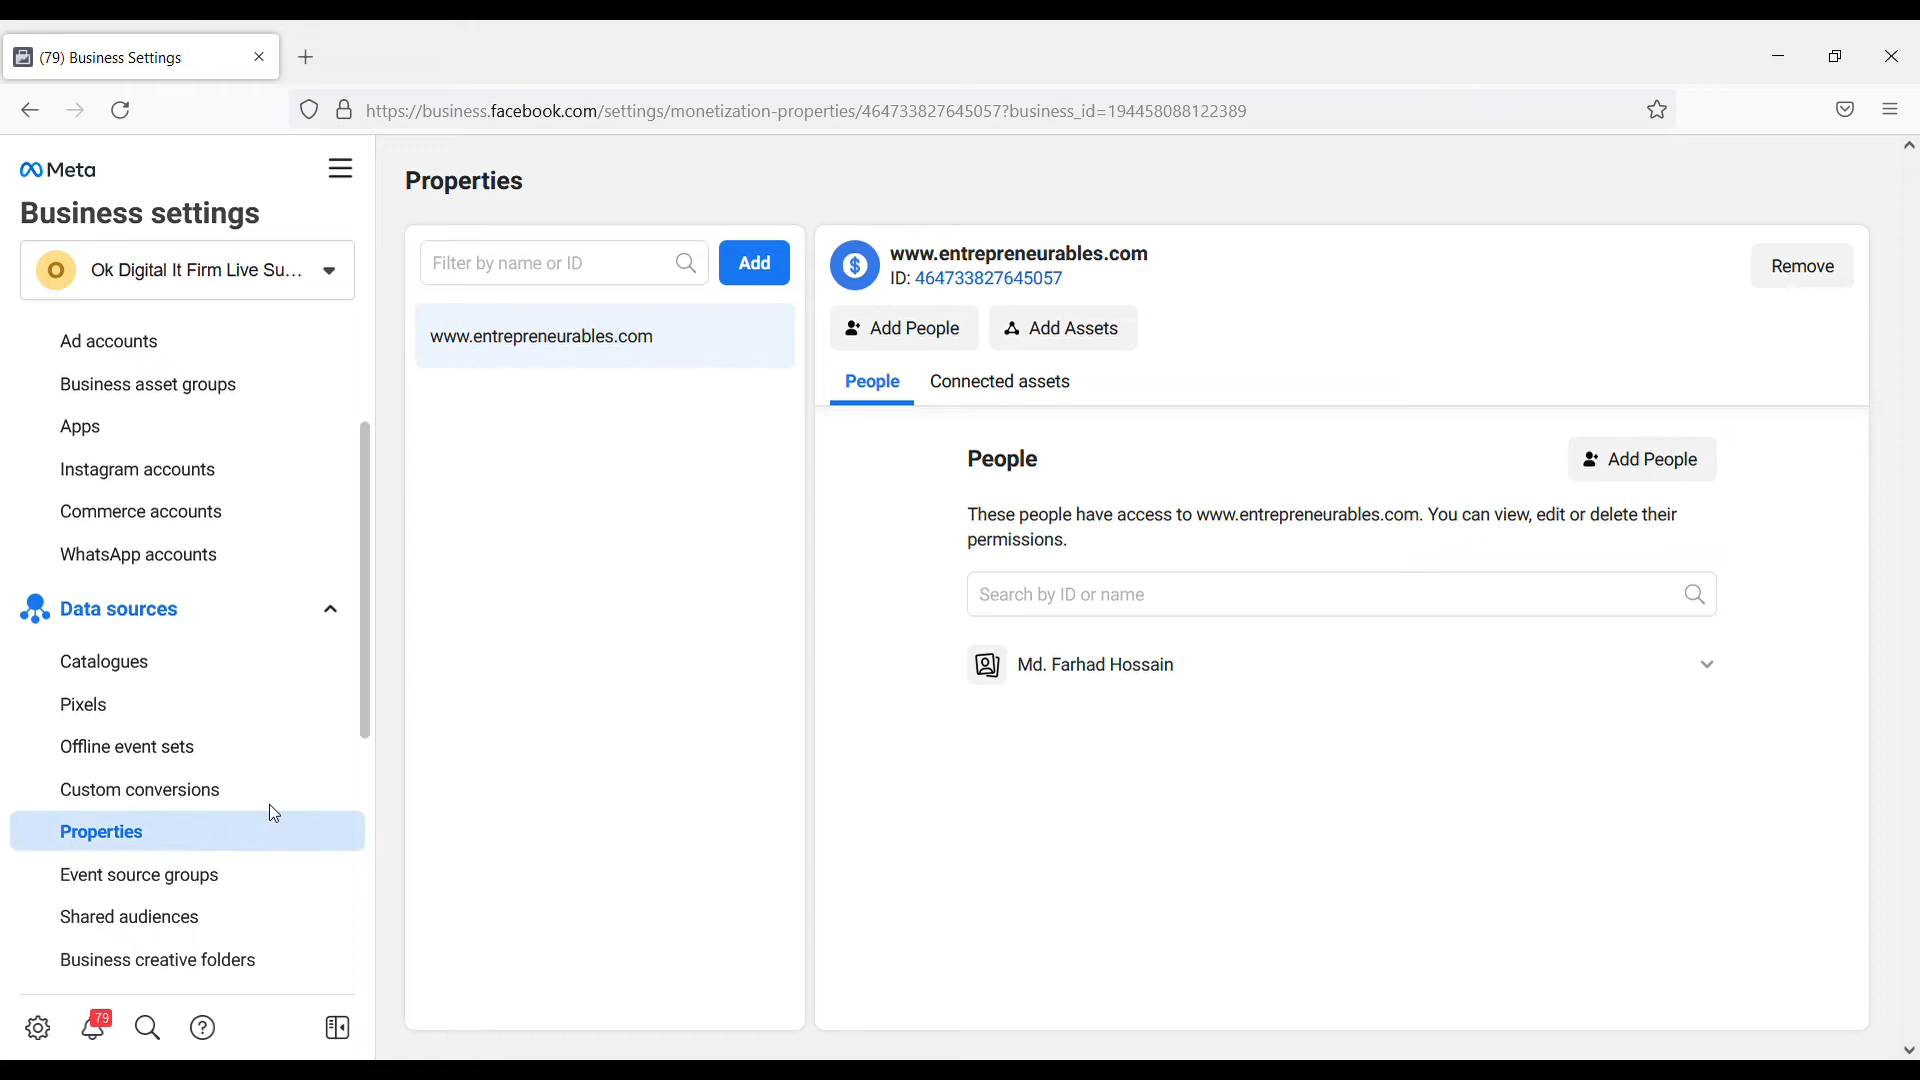 (79) Business Settings
https://business.facebook.com/settings/monetization-properties/464733827645057?business_id=194458088122389
Meta
Business settings
O
Ok Digital It Firm Live Su...
Ad accounts
Business asset groups
Apps
Instagram accounts
Commerce accounts
WhatsApp accounts
Data sources
Catalogues
Pixels
Offline event sets
Custom conversions
Properties
Event source groups
Shared audiences
Business creative folders
79
Properties
Filter by name or ID
Add
www.entrepreneurables.com
www.entrepreneurables.com
ID: 464733827645057
Remove
Add People
Add Assets
People
Connected assets
People
Add People
These people have access to www.entrepreneurables.com. You can view, edit or delete their
permissions.
Search by ID or name
Md. Farhad Hossain